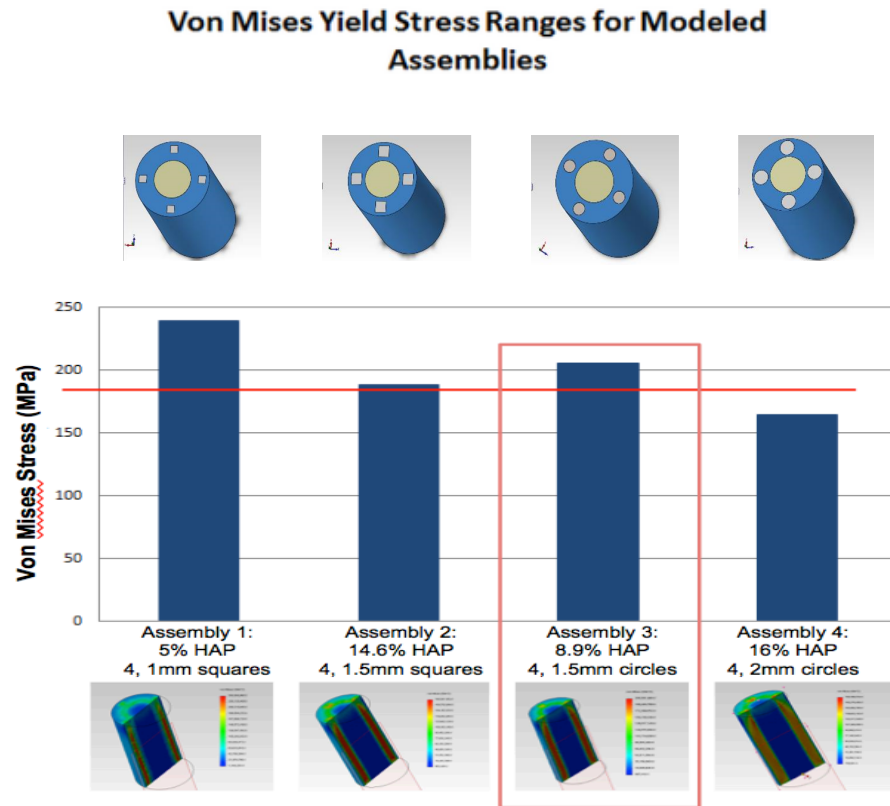 Von Mises Yield Stress Ranges for Modeled
Assemblies
Von Mises Stress (MPa)
250
200
150
100
50
0
Assembly 1:
5% HAP
4, 1mm squares
Assembly 2:
14.6% HAP
4, 1.5mm squares
Assembly 3:
8.9% HAP
4, 1.5mm circles
Assembly 4:
16% HAP
4, 2mm circles